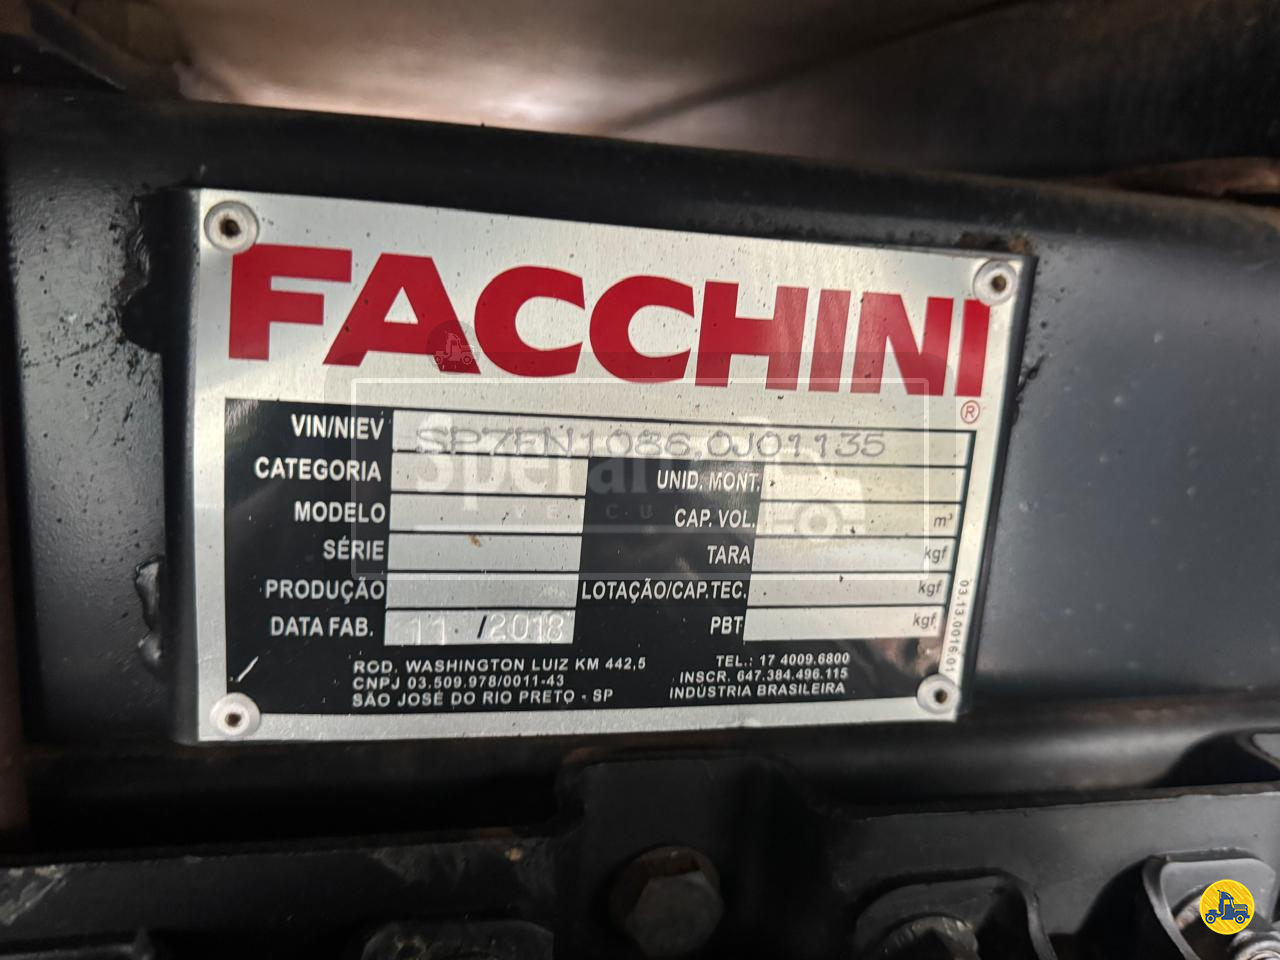 FACCHINI
®
VIN/NIEV SP7FN1086,0J01135
CATEGORIA
UNID. MONT.
MODELO
CAP. VOL. m³
SÉRIE
TARA kgf
PRODUÇÃO
LOTAÇÃO/CAP.TEC. kgf
DATA FAB. 11 /2018
PBT kgf
03.13.0016.01
ROD. WASHINGTON LUIZ KM 442,5
CNPJ 03.509.978/0011-43
SÃO JOSÉ DO RIO PRETO - SP
TEL.: 17 4009.6800
INSCR. 647.384.496.115
INDÚSTRIA BRASILEIRA